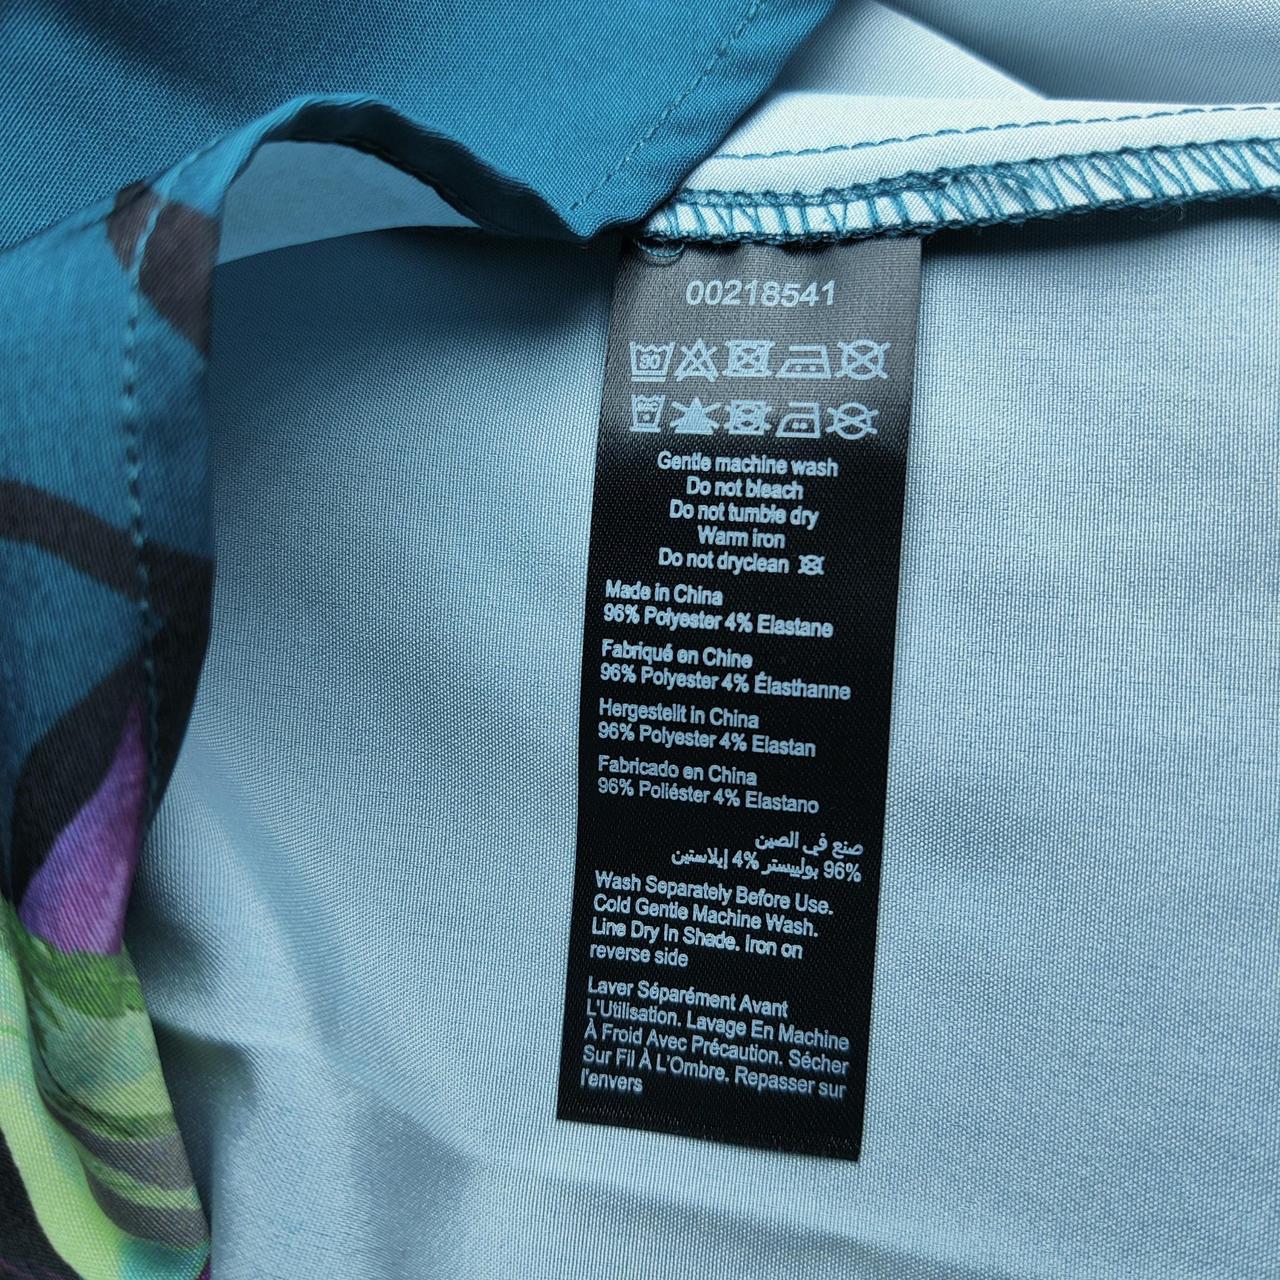 00218541
Gentle machine wash
Do not bleach
Do not tumble dry
Warm iron
Do not dryclean
Made in China
96% Polyester 4% Elastane
Fabriqué en Chine
96% Polyester 4% Élasthanne
Hergestellt in China
96% Polyester 4% Elastan
Fabricado en China
96% Poliéster 4% Elastano
صنع في الصين
96% بوليستر 4% إيلاستين
Wash Separately Before Use.
Cold Gentle Machine Wash.
Line Dry In Shade. Iron on
reverse side
Laver Séparément Avant
L'Utilisation. Lavage En Machine
À Froid Avec Précaution. Sécher
Sur Fil À L'Ombre. Repasser sur
l'envers